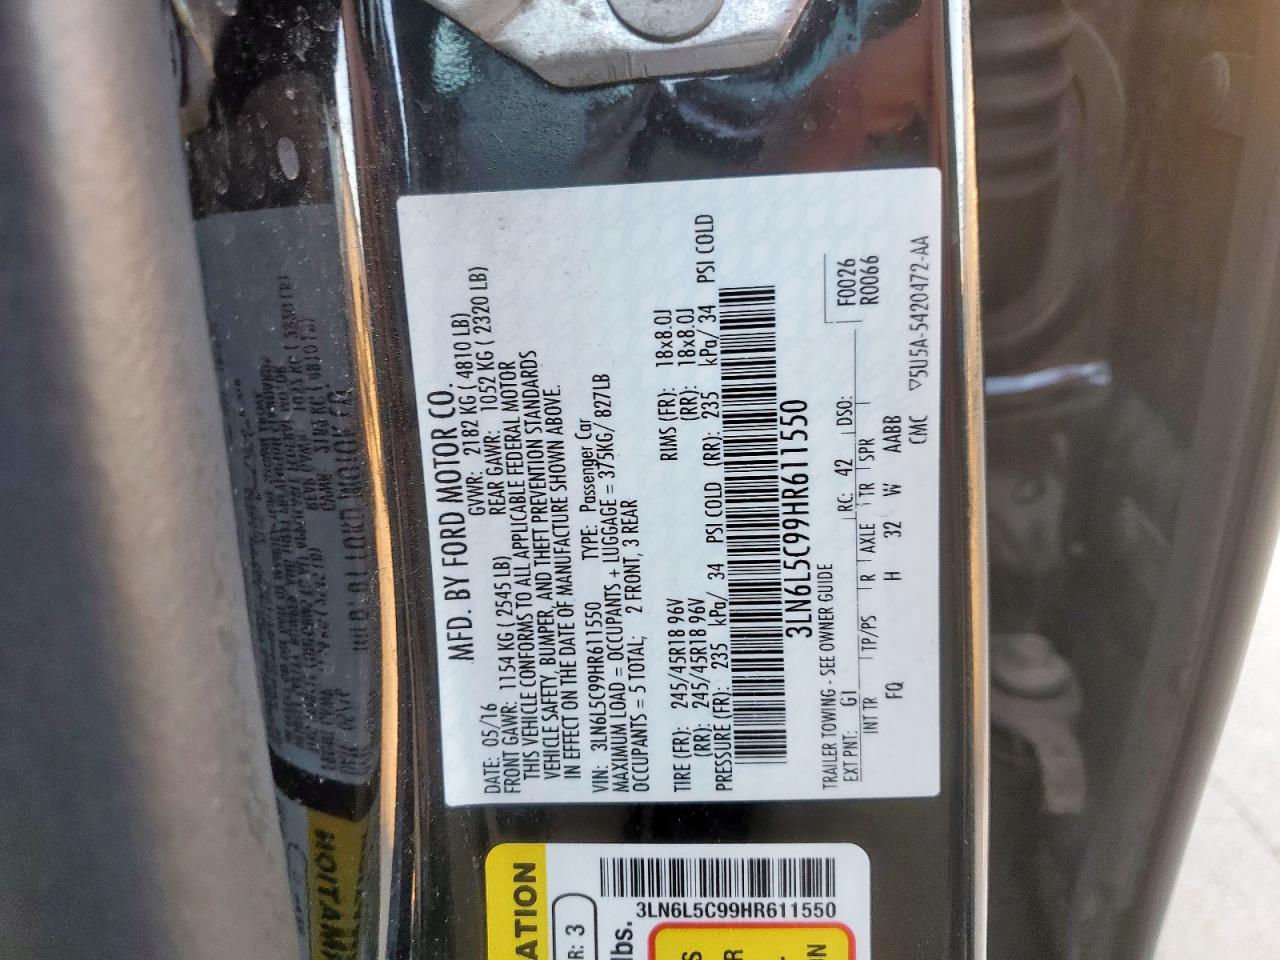 MFD. BY FORD MOTOR CO.
DATE: 05/16 GVWR: 2182 KG ( 4810 LB)
FRONT GAWR: 1154 KG ( 2545 LB) REAR GAWR: 1052 KG ( 2320 LB)
THIS VEHICLE CONFORMS TO ALL APPLICABLE FEDERAL MOTOR
VEHICLE SAFETY, BUMPER, AND THEFT PREVENTION STANDARDS
IN EFFECT ON THE DATE OF MANUFACTURE SHOWN ABOVE.
VIN: 3LN6L5C99HR611550 TYPE: Passenger Car
MAXIMUM LOAD = OCCUPANTS + LUGGAGE = 375KG/ 827LB
OCCUPANTS = 5 TOTAL; 2 FRONT, 3 REAR
TIRE (FR): 245/45R18 96V RIMS (FR): 18x8.0J
(RR): 245/45R18 96V (RR): 18x8.0J
PRESSURE (FR): 235 kPa/ 34 PSI COLD (RR): 235 kPa/ 34 PSI COLD
3LN6L5C99HR611550
TRAILER TOWING - SEE OWNER GUIDE F0026
EXT PNT: G1 RC: 42 DSO: R0066
INT TR TP/PS R AXLE TR SPR
FQ H 32 W AABB
CMC ▽5U5A-5420472-AA
ATION
R: 3
3LN6L5C99HR611550
lbs.